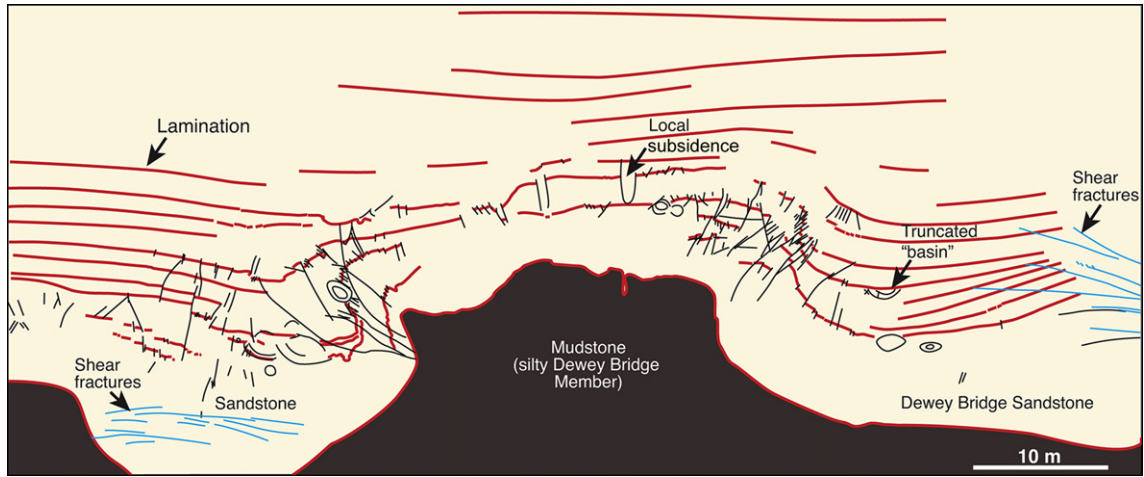 Lamination
Local
subsidence
Shear
fractures
Truncated
“basin”
Mudstone
(silty Dewey Bridge
Member)
Shear
fractures
Sandstone
Dewey Bridge Sandstone
10 m